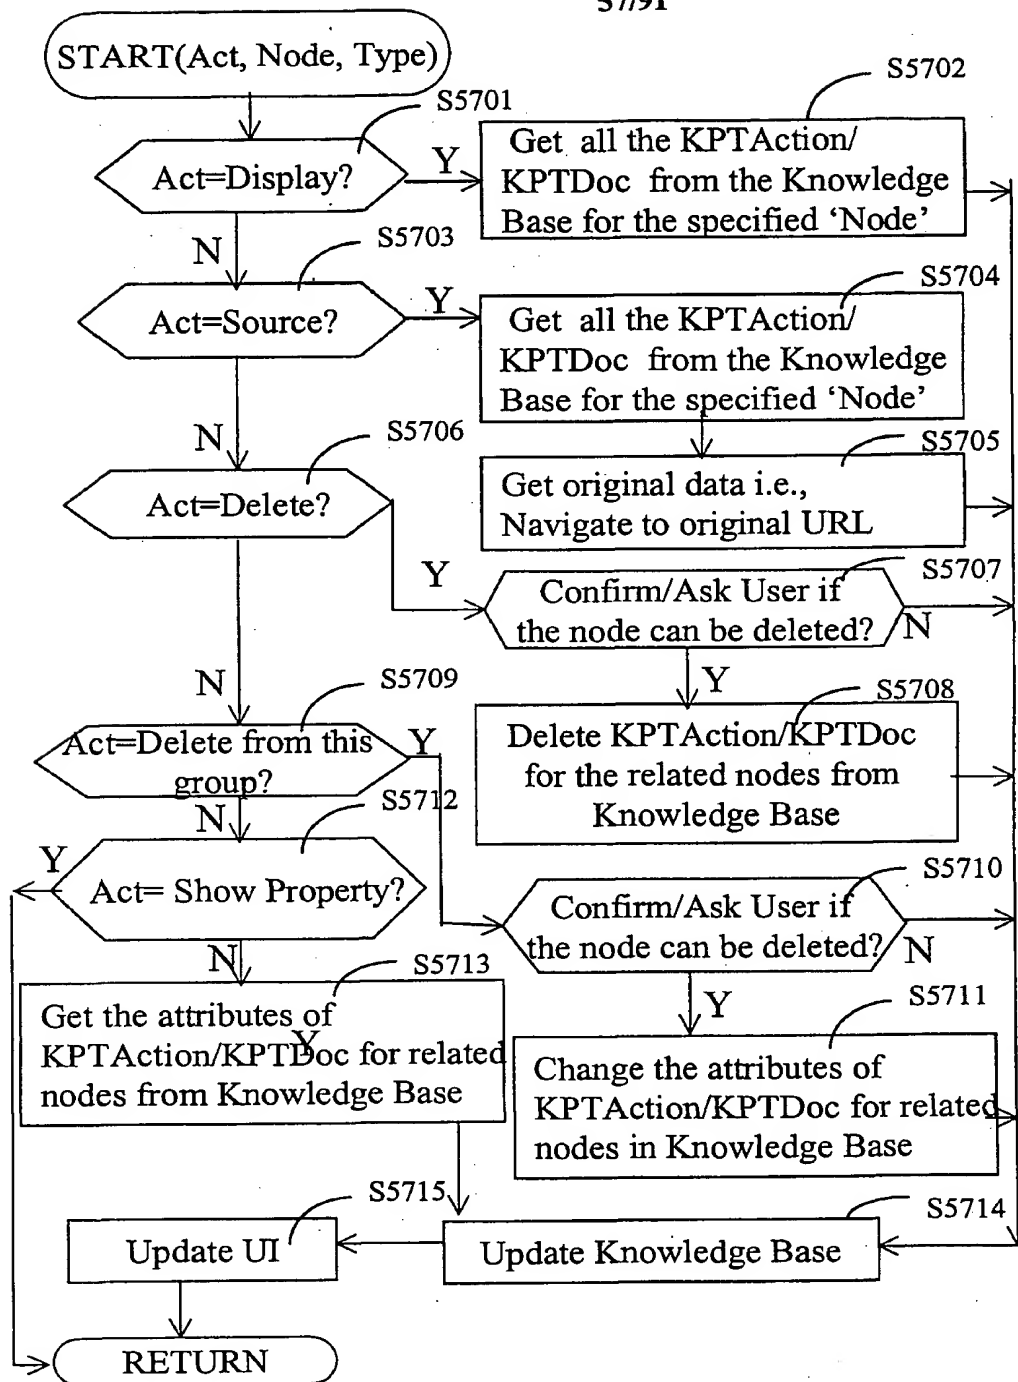 57/91
START(Act, Node, Type)
S5701
S5702
Act=Display?
Y
Get all the KPTAction/
KPTDoc from the Knowledge
Base for the specified ‘Node’
N
S5703
S5704
Act=Source?
Y
Get all the KPTAction/
KPTDoc from the Knowledge
Base for the specified ‘Node’
N
S5706
S5705
Act=Delete?
Get original data i.e.,
Navigate to original URL
Y
S5707
Confirm/Ask User if
the node can be deleted?
N
N
S5709
Y
S5708
Act=Delete from this
group?
Y
Delete KPTAction/KPTDoc
for the related nodes from
Knowledge Base
N
S5712
Y
Act= Show Property?
S5710
Confirm/Ask User if
the node can be deleted?
N
N
S5713
Y
S5711
Get the attributes of
KPTAction/KPTDoc for related
nodes from Knowledge Base
Y
Change the attributes of
KPTAction/KPTDoc for related
nodes in Knowledge Base
S5715
S5714
Update UI
Update Knowledge Base
RETURN